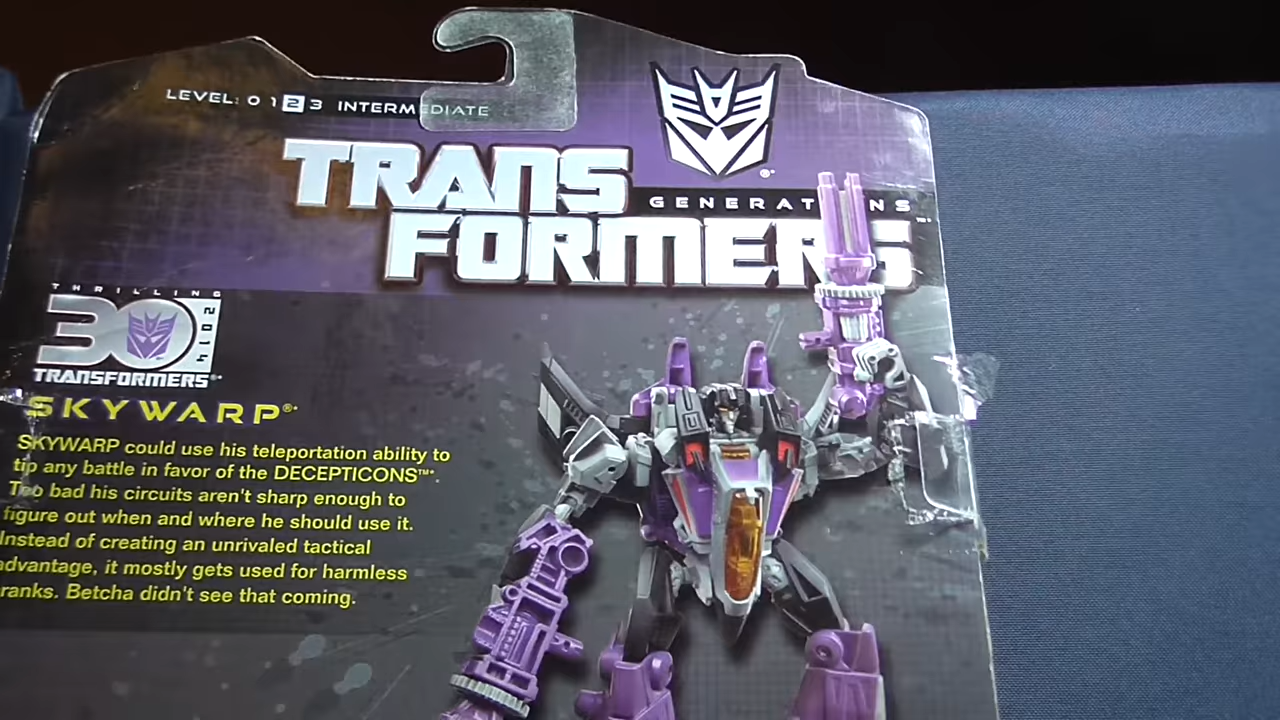 LEVEL: 0 1 2 3 INTERMEDIATE
TRANS
GENERATIONS
FORMERS™
THRILLING
30
2014
TRANSFORMERS®*
SKYWARP®*
SKYWARP could use his teleportation ability to
tip any battle in favor of the DECEPTICONS™*.
Too bad his circuits aren't sharp enough to
figure out when and where he should use it.
Instead of creating an unrivaled tactical
advantage, it mostly gets used for harmless
ranks. Betcha didn't see that coming.